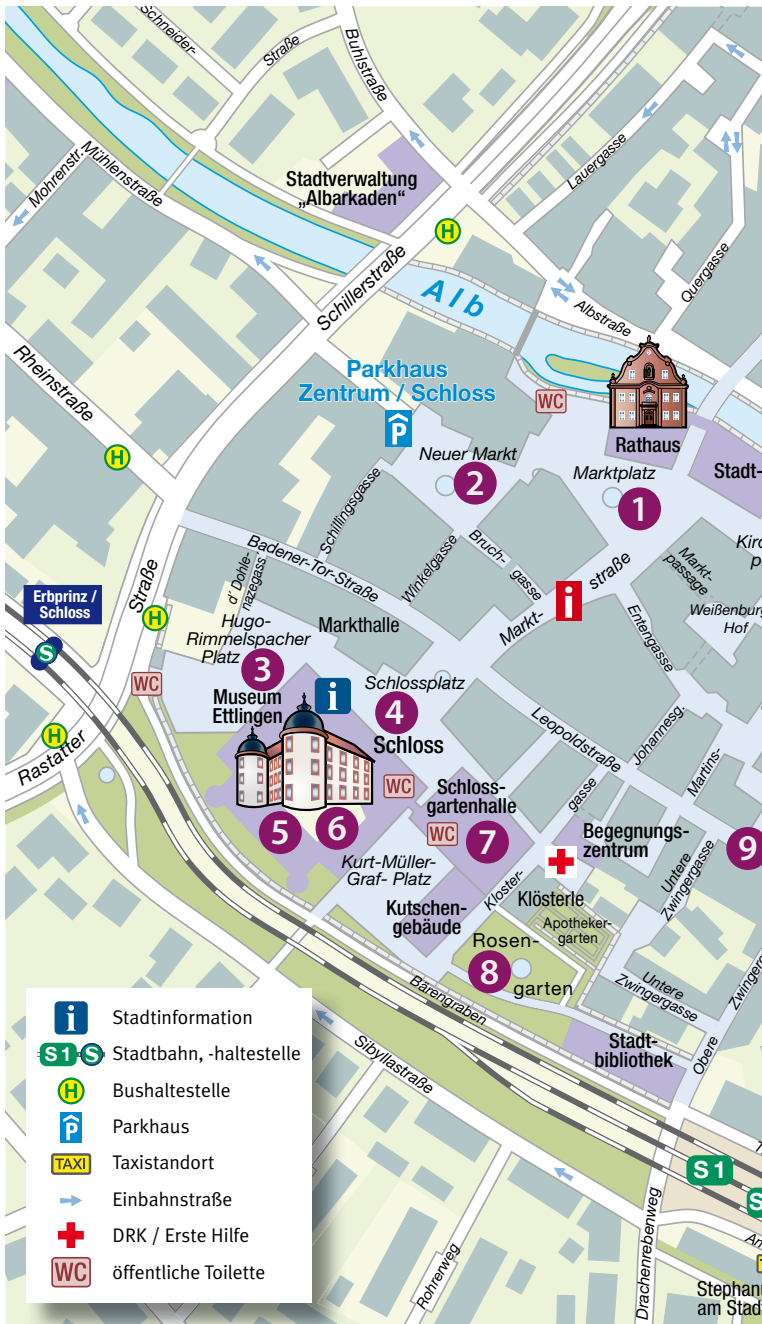 Schneider-
Straße
Buhlstraße
Lauergasse
Mohrenstr.
Mühlenstraße
Stadtverwaltung
„Albarkaden“
H
Quergasse
Schillerstraße
Alb
Albstraße
Rheinstraße
Parkhaus
Zentrum / Schloss
P
WC
Rathaus
H
Neuer Markt
2
Marktplatz
1
Stadt-
Schillingsgasse
Badener-Tor-Straße
Winkelgasse
Bruch-
gasse
Markt-
straße
i
Markt-
passage
Weißenburg
Hof
Entengasse
Erbprinz /
Schloss
S
Straße
H
d' Dohle-
nazegass
Markthalle
Hugo-
Rimmelspacher
Platz
3
WC
Museum
Ettlingen
i
Schlossplatz
4
Schloss
H
Rastatter
Leopoldstraße
Johannesg.
Martins-
WC
Schloss-
gartenhalle
WC
7
gasse
5
6
Begegnungs-
zentrum
9
Kurt-Müller-
Graf- Platz
Untere
Zwingergasse
Kloster-
Klösterle
Kutschen-
gebäude
Apotheker-
garten
Rosen-
8
garten
Untere
Zwingergasse
Bärengraben
Stadt-
bibliothek
Obere
Sibyllastraße
S 1
Drachenrebenweg
Rohrerweg
am Stad
i Stadtinformation
S 1 S Stadtbahn, -haltestelle
H Bushaltestelle
P Parkhaus
TAXI Taxistandort
Einbahnstraße
DRK / Erste Hilfe
WC öffentliche Toilette